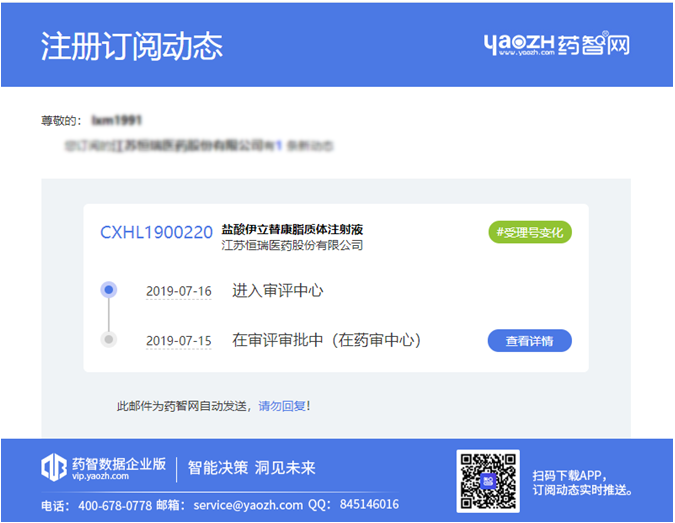 注册订阅动态
yaozh 药智网®
www.yaozh.com
尊敬的： lxm1991
您订阅的江苏恒瑞医药股份有限公司有1 条新动态
CXHL1900220 盐酸伊立替康脂质体注射液
江苏恒瑞医药股份有限公司
#受理号变化
2019-07-16 进入审评中心
2019-07-15 在审评审批中（在药审中心）
查看详情
此邮件为药智网自动发送，请勿回复！
药智数据企业版
vip.yaozh.com
智能决策 洞见未来
电话： 400-678-0778 邮箱： service@yaozh.com QQ： 845146016
yaozh
扫码下载APP，
订阅动态实时推送。